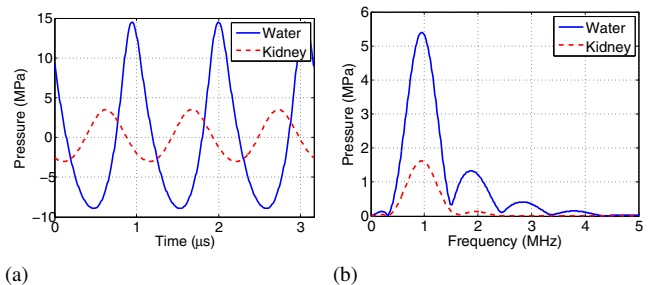 15
10
5
0
−5
−10
Pressure (MPa)
0
1
2
3
Time (μs)
Water
Kidney
(a)
6
5
4
3
2
1
0
Pressure (MPa)
0
1
2
3
4
5
Frequency (MHz)
Water
Kidney
(b)